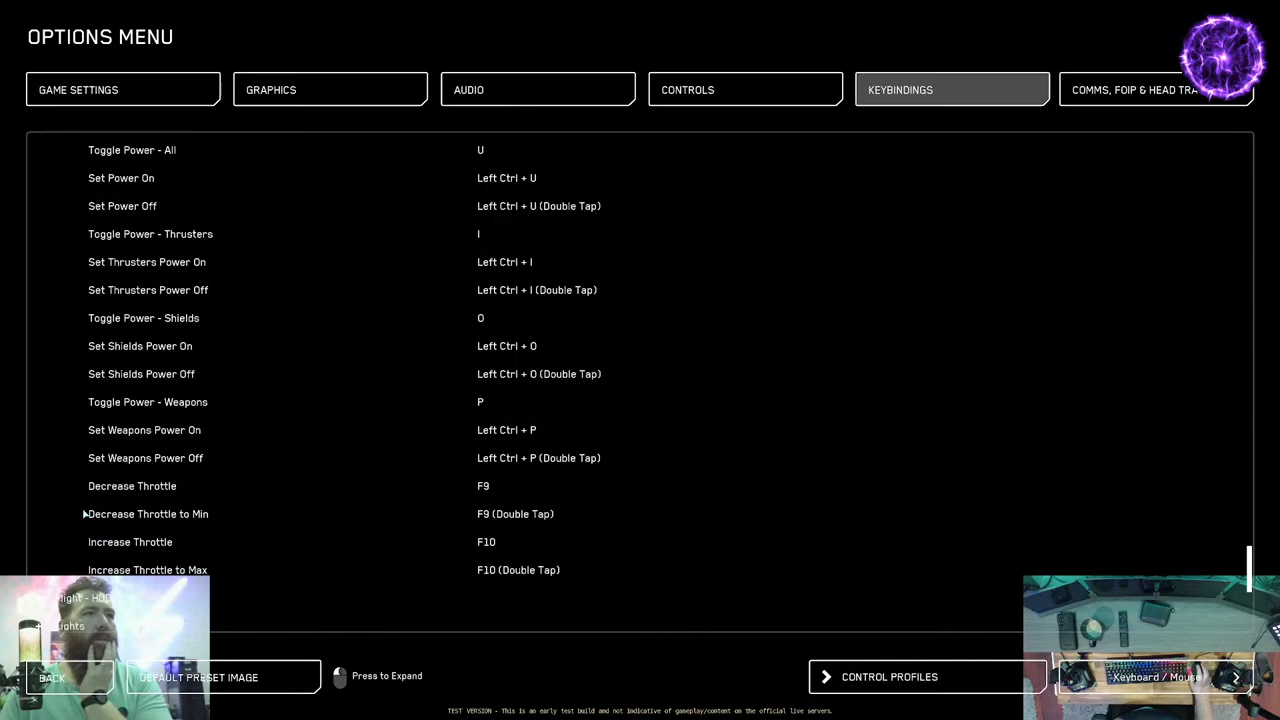 OPTIONS MENU
GAME SETTINGS
GRAPHICS
AUDIO
CONTROLS
KEYBINDINGS
COMMS, FOIP & HEAD
Toggle Power - All U
Set Power On Left Ctrl + U
Set Power Off Left Ctrl + U (Double Tap)
Toggle Power - Thrusters I
Set Thrusters Power On Left Ctrl + I
Set Thrusters Power Off Left Ctrl + I (Double Tap)
Toggle Power - Shields O
Set Shields Power On Left Ctrl + O
Set Shields Power Off Left Ctrl + O (Double Tap)
Toggle Power - Weapons P
Set Weapons Power On Left Ctrl + P
Set Weapons Power Off Left Ctrl + P (Double Tap)
Decrease Throttle F9
Decrease Throttle to Min F9 (Double Tap)
Increase Throttle F10
Increase Throttle to Max F10 (Double Tap)
- HUD
BACK
DEFAULT PRESET IMAGE
Press to Expand
CONTROL PROFILES
Keyboard / Mouse
TEST VERSION - This is an early test build and not indicative of gameplay/content on the official live servers.